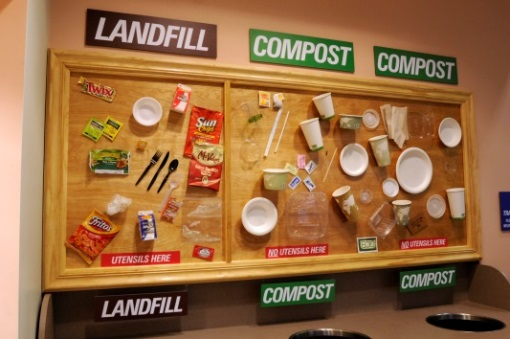 LANDFILL
COMPOST
COMPOST
Twix
Sun
Fritos
UTENSILS HERE
NO UTENSILS HERE
NO UTENSILS HERE
LANDFILL
COMPOST
COMPOST